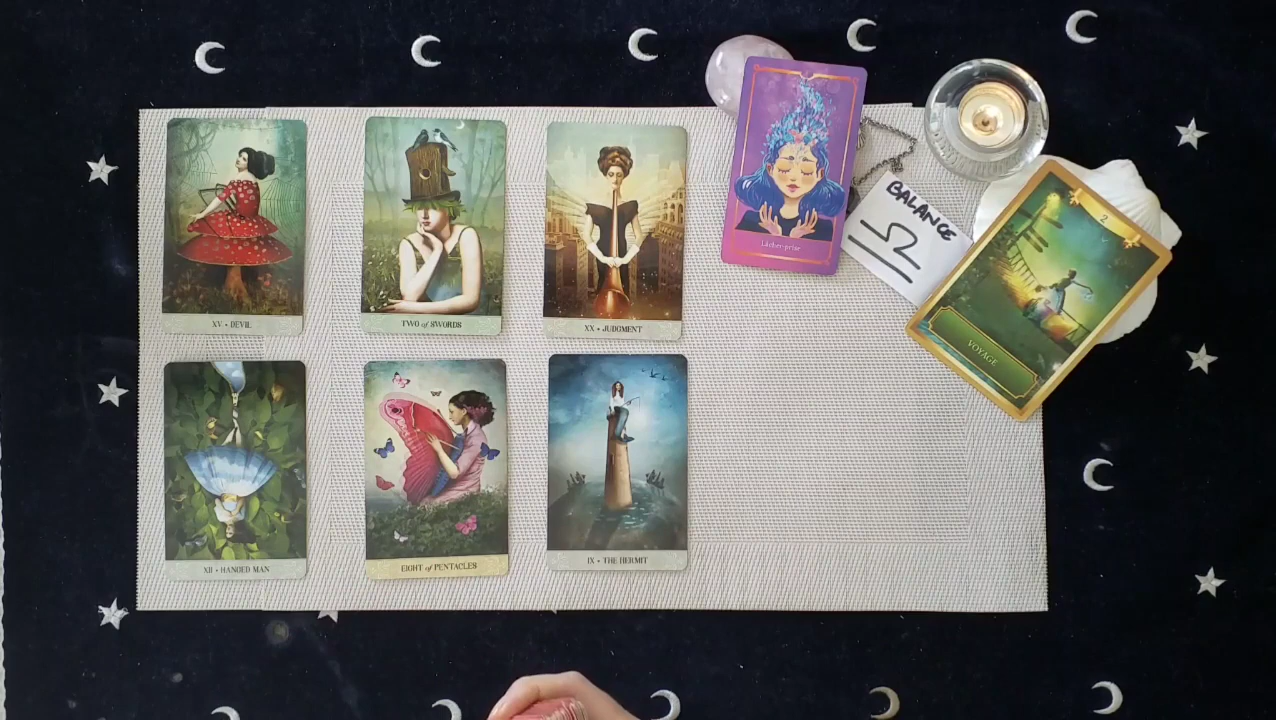 XV • DEVIL
TWO of SWORDS
XX • JUDGMENT
Lâcher-prise
BALANCE
♎
2
VOYAGE
XII • HANGED MAN
EIGHT of PENTACLES
IX • THE HERMIT